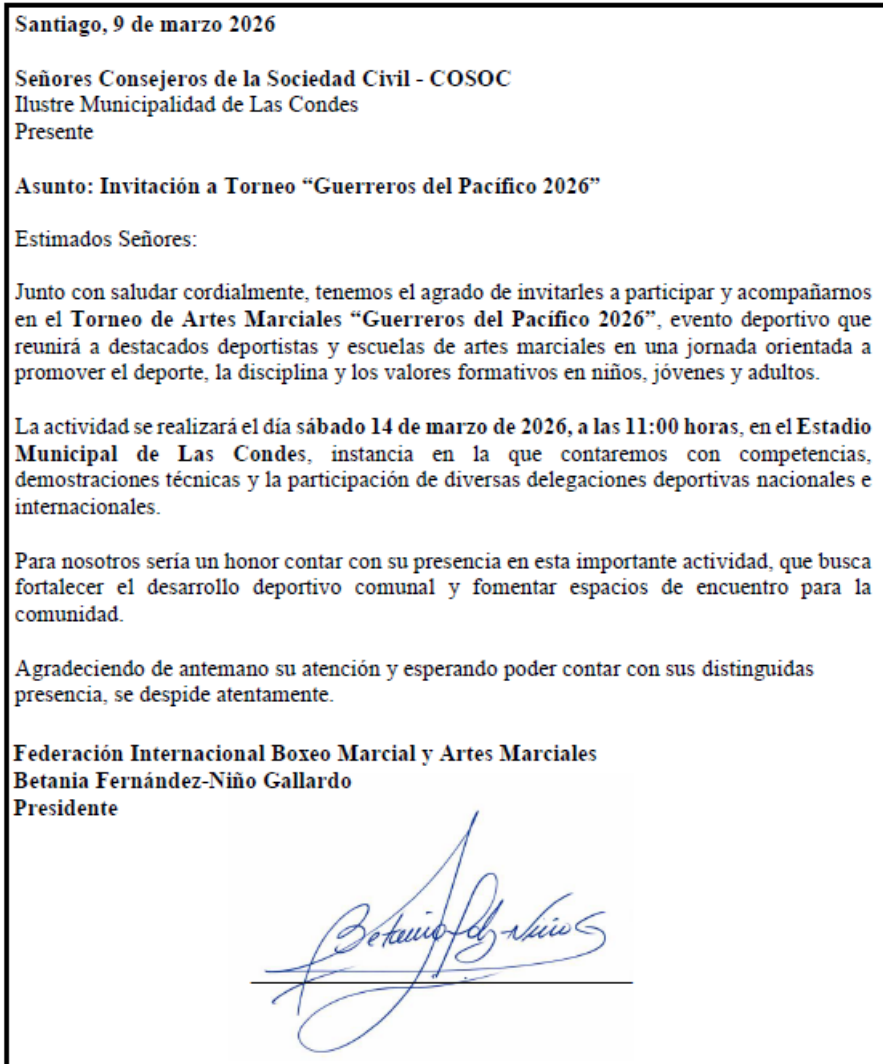 Santiago, 9 de marzo 2026
Señores Consejeros de la Sociedad Civil - COSOC
Ilustre Municipalidad de Las Condes
Presente
Asunto: Invitación a Torneo “Guerreros del Pacífico 2026”
Estimados Señores:
Junto con saludar cordialmente, tenemos el agrado de invitarles a participar y acompañarnos
en el Torneo de Artes Marciales “Guerreros del Pacífico 2026”, evento deportivo que
reunirá a destacados deportistas y escuelas de artes marciales en una jornada orientada a
promover el deporte, la disciplina y los valores formativos en niños, jóvenes y adultos.
La actividad se realizará el día sábado 14 de marzo de 2026, a las 11:00 horas, en el Estadio
Municipal de Las Condes, instancia en la que contaremos con competencias,
demostraciones técnicas y la participación de diversas delegaciones deportivas nacionales e
internacionales.
Para nosotros sería un honor contar con su presencia en esta importante actividad, que busca
fortalecer el desarrollo deportivo comunal y fomentar espacios de encuentro para la
comunidad.
Agradeciendo de antemano su atención y esperando poder contar con sus distinguidas
presencia, se despide atentamente.
Federación Internacional Boxeo Marcial y Artes Marciales
Betania Fernández-Niño Gallardo
Presidente